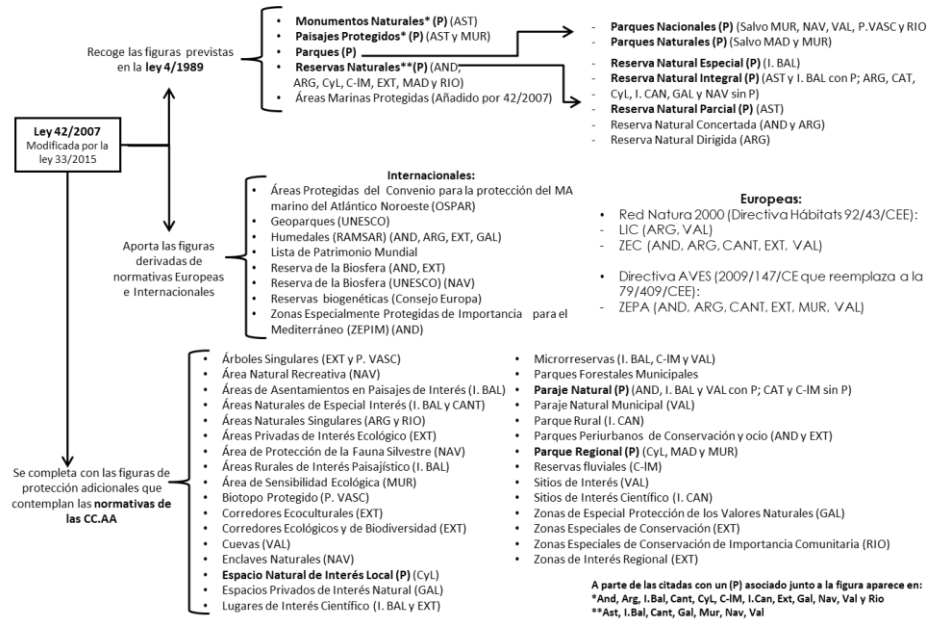 Recoge las figuras previstas
en la ley 4/1989
• Monumentos Naturales* (P) (AST)
• Paisajes Protegidos* (P) (AST y MUR)
• Parques (P)
• Reservas Naturales**(P) (AND,
ARG, CyL, C-lM, EXT, MAD y RIO)
• Áreas Marinas Protegidas (Añadido por 42/2007)
- Parques Nacionales (P) (Salvo MUR, NAV, VAL, P.VASC y RIO
- Parques Naturales (P) (Salvo MAD y MUR)
- Reserva Natural Especial (P) (I. BAL)
- Reserva Natural Integral (P) (AST y I. BAL con P; ARG, CAT,
- CyL, I. CAN, GAL y NAV sin P)
- Reserva Natural Parcial (P) (AST)
- Reserva Natural Concertada (AND y ARG)
- Reserva Natural Dirigida (ARG)
Ley 42/2007
Modificada por la
ley 33/2015
Aporta las figuras
derivadas de
normativas Europeas
e Internacionales
Internacionales:
• Áreas Protegidas del Convenio para la protección del MA
marino del Atlántico Noroeste (OSPAR)
• Geoparques (UNESCO)
• Humedales (RAMSAR) (AND, ARG, EXT, GAL)
• Lista de Patrimonio Mundial
• Reserva de la Biosfera (AND, EXT)
• Reserva de la Biosfera (UNESCO) (NAV)
• Reservas biogenéticas (Consejo Europa)
• Zonas Especialmente Protegidas de Importancia para el
Mediterráneo (ZEPIM) (AND)
Europeas:
• Red Natura 2000 (Directiva Hábitats 92/43/CEE):
- LIC (ARG, VAL)
- ZEC (AND, ARG, CANT, EXT, VAL)
• Directiva AVES (2009/147/CE que reemplaza a la
79/409/CEE):
- ZEPA (AND, ARG, CANT, EXT, MUR, VAL)
Se completa con las figuras de
protección adicionales que
contemplan las normativas de
las CC.AA
• Árboles Singulares (EXT y P. VASC)
• Área Natural Recreativa (NAV)
• Áreas de Asentamientos en Paisajes de Interés (I. BAL)
• Áreas Naturales de Especial Interés (I. BAL y CANT)
• Áreas Naturales Singulares (ARG y RIO)
• Áreas Privadas de Interés Ecológico (EXT)
• Área de Protección de la Fauna Silvestre (NAV)
• Áreas Rurales de Interés Paisajístico (I. BAL)
• Área de Sensibilidad Ecológica (MUR)
• Biotopo Protegido (P. VASC)
• Corredores Ecoculturales (EXT)
• Corredores Ecológicos y de Biodiversidad (EXT)
• Cuevas (VAL)
• Enclaves Naturales (NAV)
• Espacio Natural de Interés Local (P) (CyL)
• Espacios Privados de Interés Natural (GAL)
• Lugares de Interés Científico (I. BAL y EXT)
• Microrreservas (I. BAL, C-lM y VAL)
• Parques Forestales Municipales
• Paraje Natural (P) (AND, I. BAL y VAL con P; CAT y C-lM sin P)
• Paraje Natural Municipal (VAL)
• Parque Rural (I. CAN)
• Parques Periurbanos de Conservación y ocio (AND y EXT)
• Parque Regional (P) (CyL, MAD y MUR)
• Reservas fluviales (C-lM)
• Sitios de Interés (VAL)
• Sitios de Interés Científico (I. CAN)
• Zonas de Especial Protección de los Valores Naturales (GAL)
• Zonas Especiales de Conservación (EXT)
• Zonas Especiales de Conservación de Importancia Comunitaria (RIO)
• Zonas de Interés Regional (EXT)
A parte de las citadas con un (P) asociado junto a la figura aparece en:
*And, Arg, I.Bal, Cant, CyL, C-lM, I.Can, Ext, Gal, Nav, Val y Rio
**Ast, I.Bal, Cant, Gal, Mur, Nav, Val